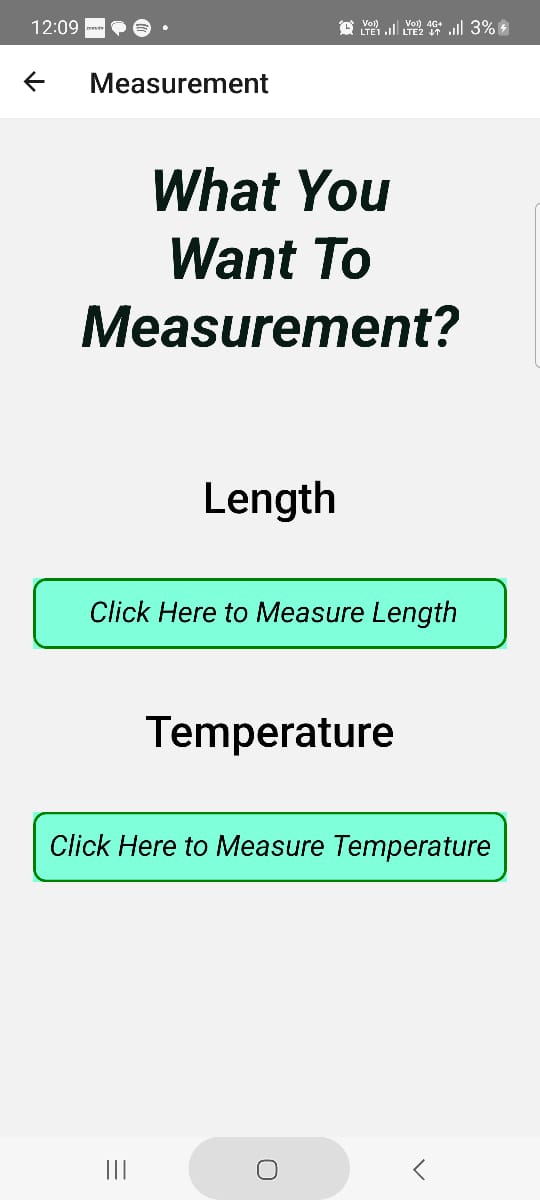 12:09
Vo)) LTE1 Vo)) 4G+ LTE2 3%
Measurement
What You
Want To
Measurement?
Length
Click Here to Measure Length
Temperature
Click Here to Measure Temperature